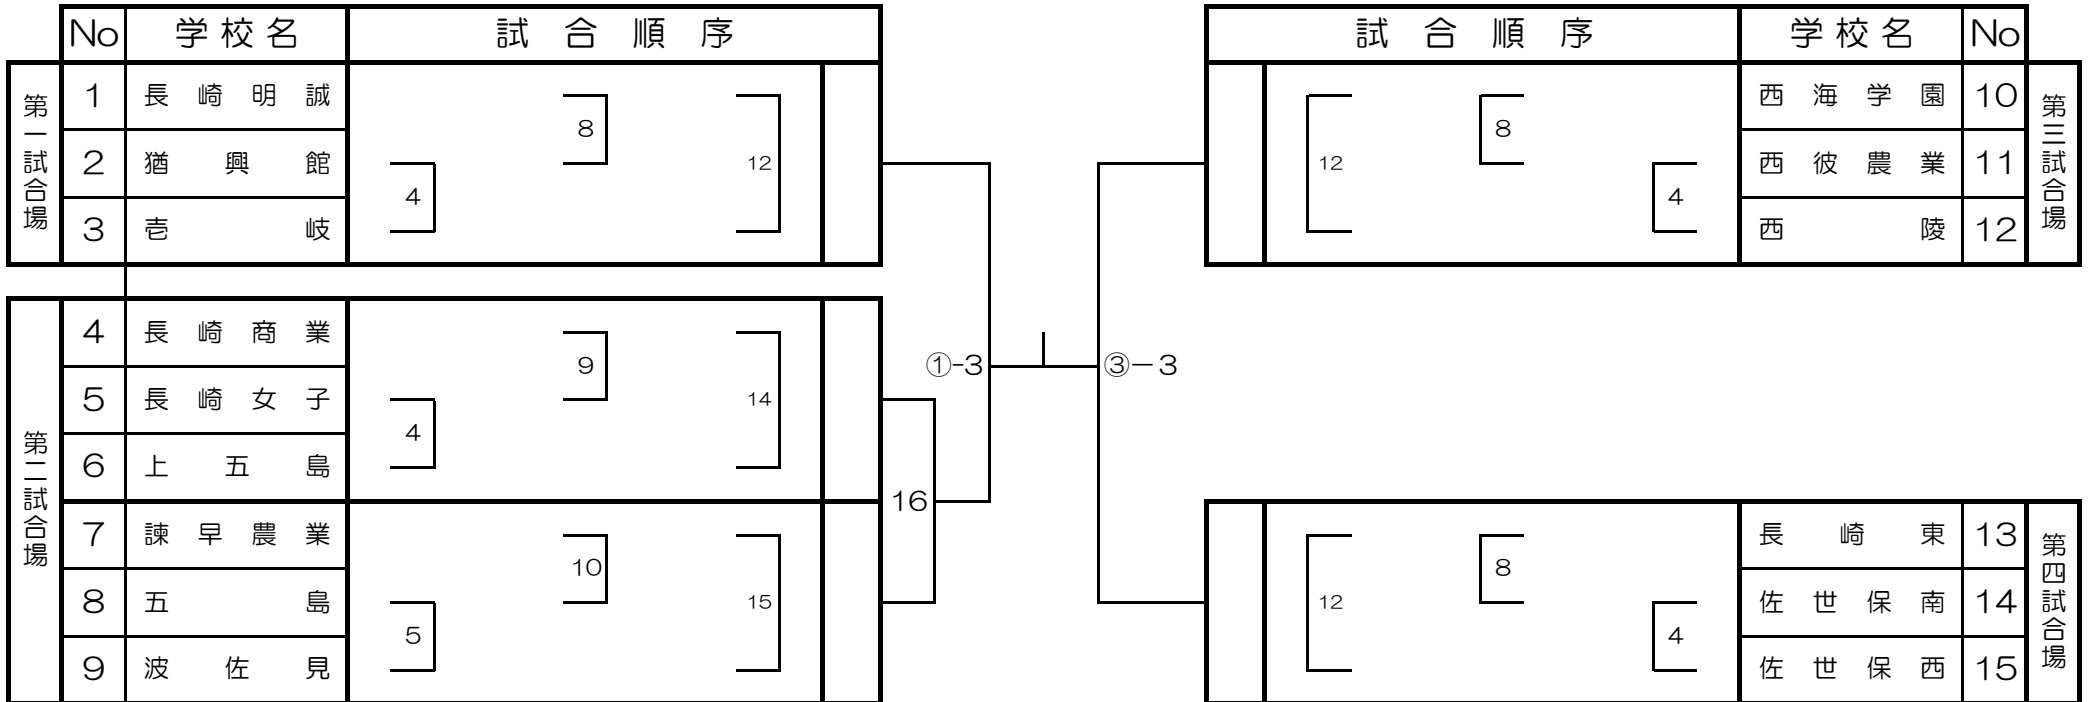 No 学校名 試合順序
第一試合場
1 長崎明誠
2 猶興館
3 壱岐
4 8 12
第二試合場
4 長崎商業
5 長崎女子
6 上五島
4 9 14
7 諫早農業
8 五島
9 波佐見
5 10 15
16
①-3
③－3
試合順序 学校名 No
第三試合場
西海学園 10
西彼農業 11
西陵 12
12 8 4
第四試合場
長崎東 13
佐世保南 14
佐世保西 15
12 8 4